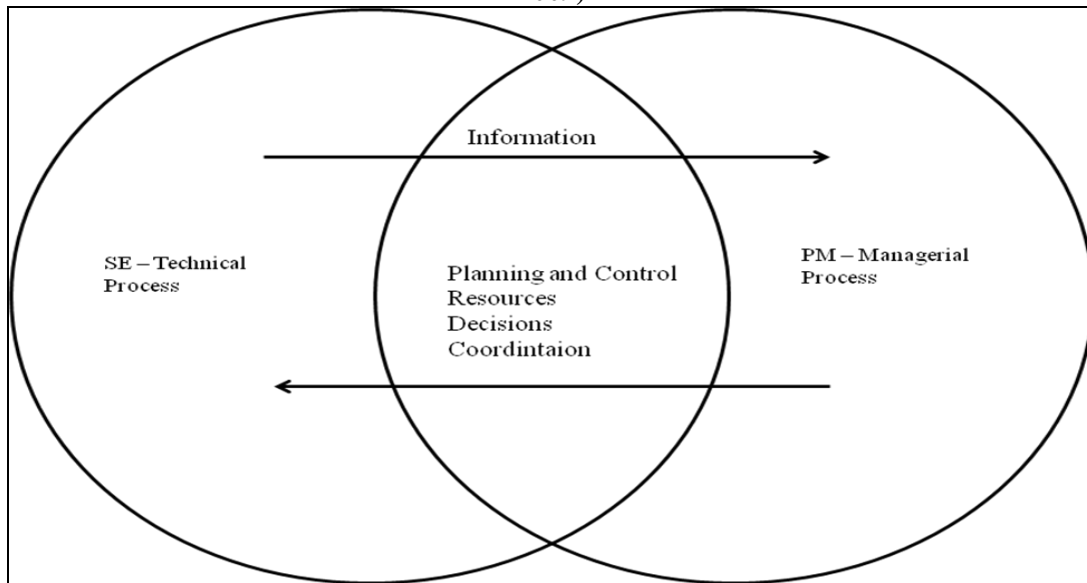 Information
SE – Technical
Process
PM – Managerial
Process
Planning and Control
Resources
Decisions
Coordintaion